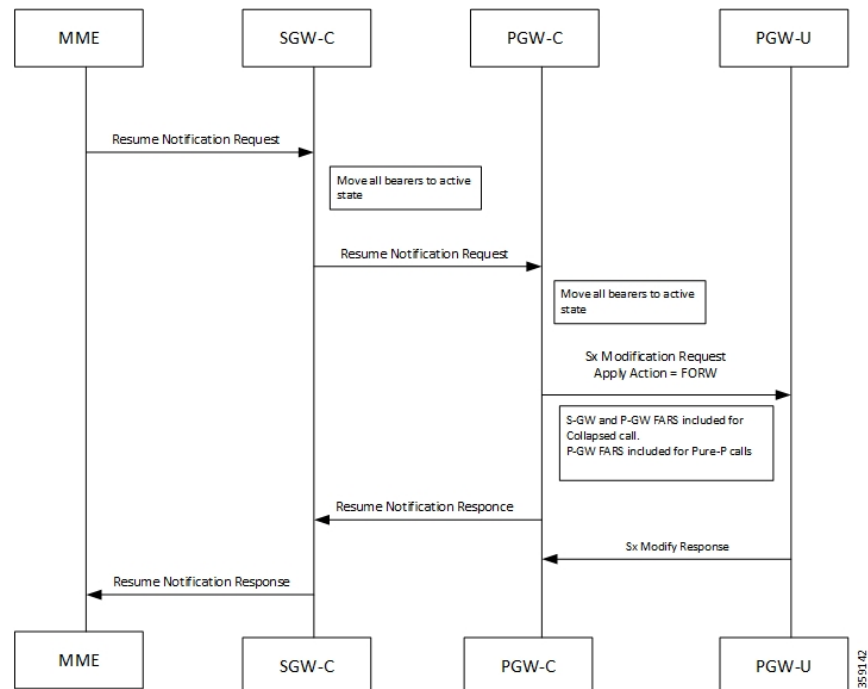 MME
SGW-C
PGW-C
PGW-U
Resume Notification Request
Move all bearers to active
state
Resume Notification Request
Move all bearers to active
state
Sx Modification Request
Apply Action = FORW
S-GW and P-GW FARS included for
Collapsed call.
P-GW FARS included for Pure-P calls
Resume Notification Responce
Sx Modify Response
Resume Notification Response
MME
SGW-C
PGW-C
PGW-U
359142